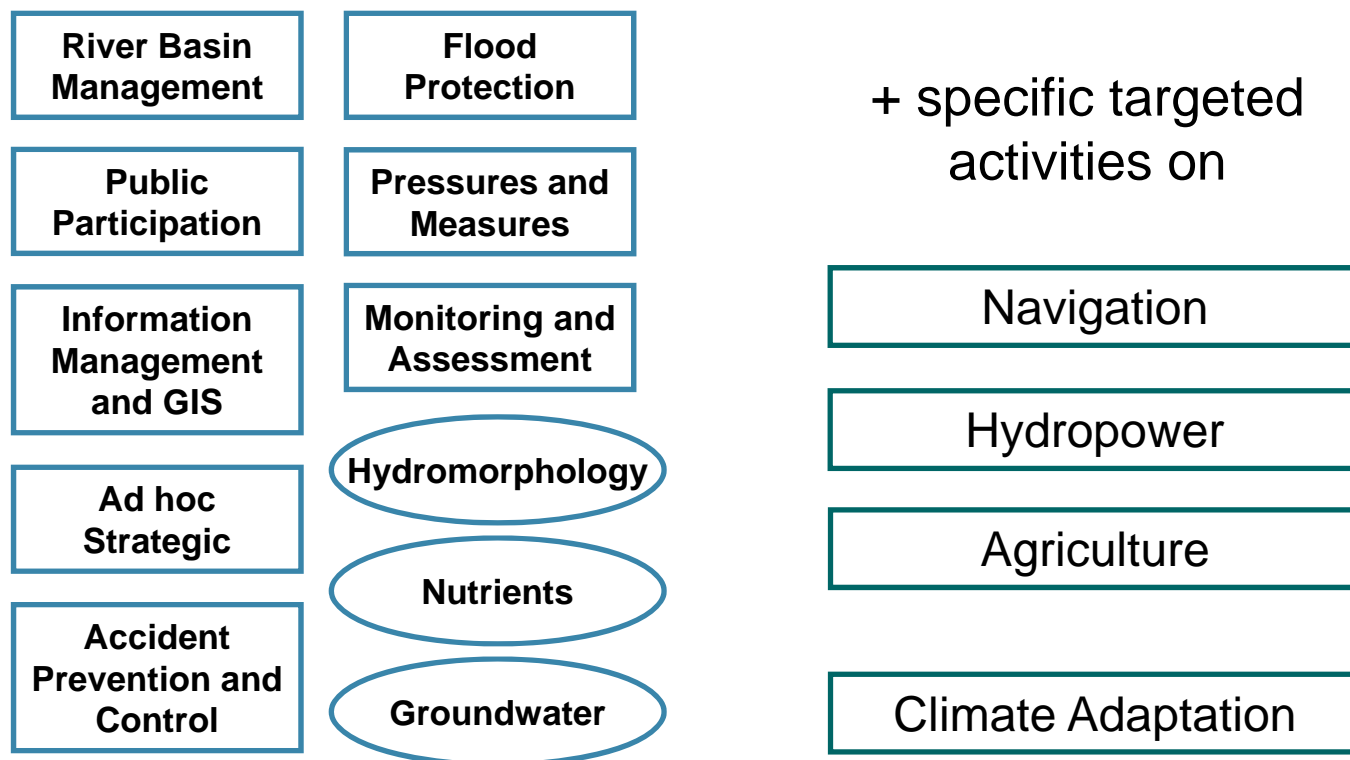 River Basin
Management
Public
Participation
Information
Management
and GIS
Ad hoc
Strategic
Accident
Prevention and
Control
Flood
Protection
Pressures and
Measures
Monitoring and
Assessment
Hydromorphology
Nutrients
Groundwater
+ specific targeted
activities on
Navigation
Hydropower
Agriculture
Climate Adaptation